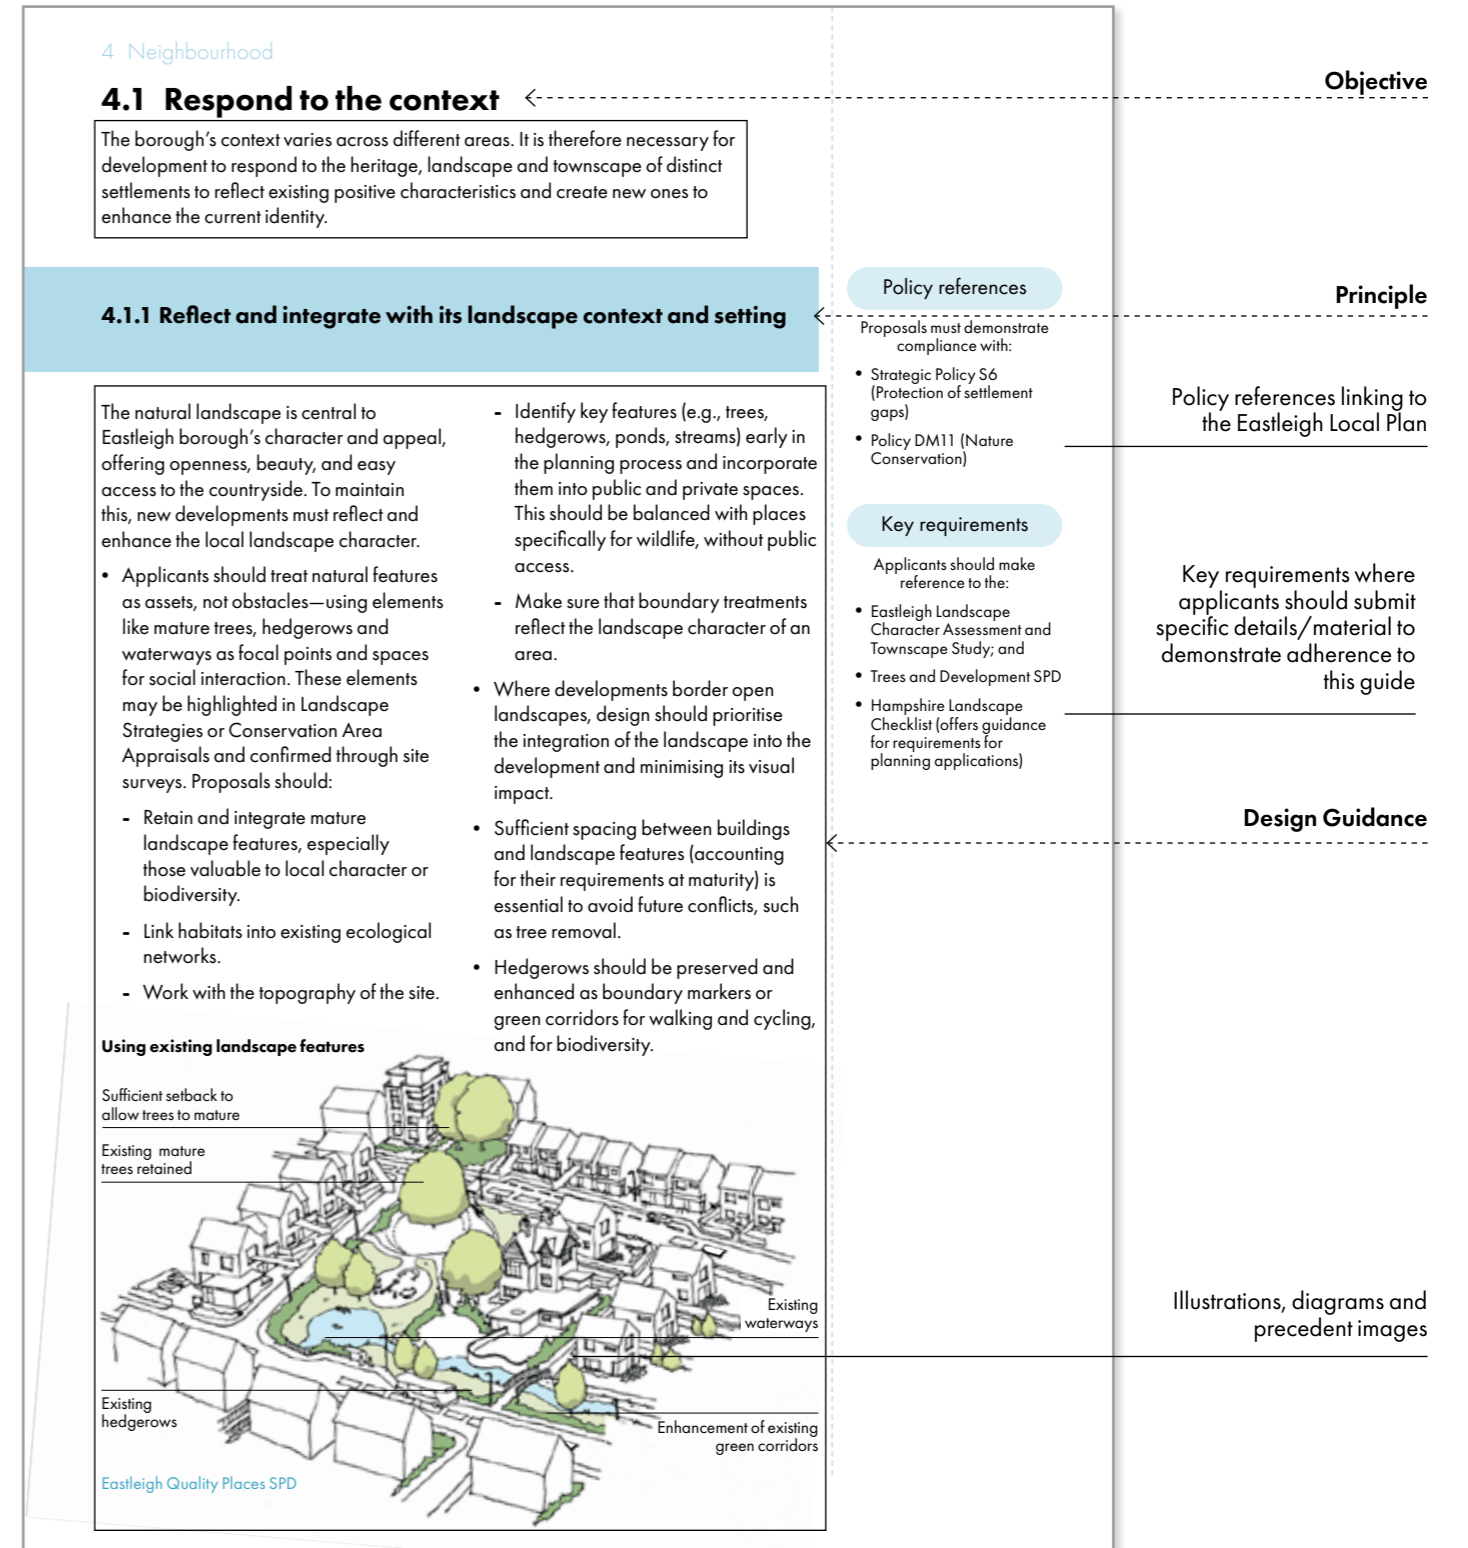 4 Neighbourhood
4.1 Respond to the context
The borough's context varies across different areas. It is therefore necessary for
development to respond to the heritage, landscape and townscape of distinct
settlements to reflect existing positive characteristics and create new ones to
enhance the current identity.
4.1.1 Reflect and integrate with its landscape context and setting
The natural landscape is central to
Eastleigh borough's character and appeal,
offering openness, beauty, and easy
access to the countryside. To maintain
this, new developments must reflect and
enhance the local landscape character.
• Applicants should treat natural features
as assets, not obstacles—using elements
like mature trees, hedgerows and
waterways as focal points and spaces
for social interaction. These elements
may be highlighted in Landscape
Strategies or Conservation Area
Appraisals and confirmed through site
surveys. Proposals should:
- Retain and integrate mature
landscape features, especially
those valuable to local character or
biodiversity.
- Link habitats into existing ecological
networks.
- Work with the topography of the site.
- Identify key features (e.g., trees,
hedgerows, ponds, streams) early in
the planning process and incorporate
them into public and private spaces.
This should be balanced with places
specifically for wildlife, without public
access.
- Make sure that boundary treatments
reflect the landscape character of an
area.
• Where developments border open
landscapes, design should prioritise
the integration of the landscape into the
development and minimising its visual
impact.
• Sufficient spacing between buildings
and landscape features (accounting
for their requirements at maturity) is
essential to avoid future conflicts, such
as tree removal.
• Hedgerows should be preserved and
enhanced as boundary markers or
green corridors for walking and cycling,
and for biodiversity.
Using existing landscape features
Sufficient setback to
allow trees to mature
Existing mature
trees retained
Existing
waterways
Existing
hedgerows
Enhancement of existing
green corridors
Eastleigh Quality Places SPD
Policy references
Proposals must demonstrate
compliance with:
• Strategic Policy S6
(Protection of settlement
gaps)
• Policy DM11 (Nature
Conservation)
Key requirements
Applicants should make
reference to the:
• Eastleigh Landscape
Character Assessment and
Townscape Study; and
• Trees and Development SPD
• Hampshire Landscape
Checklist (offers guidance
for requirements for
planning applications)
Objective
Principle
Policy references linking to
the Eastleigh Local Plan
Key requirements where
applicants should submit
specific details/material to
demonstrate adherence to
this guide
Design Guidance
Illustrations, diagrams and
precedent images